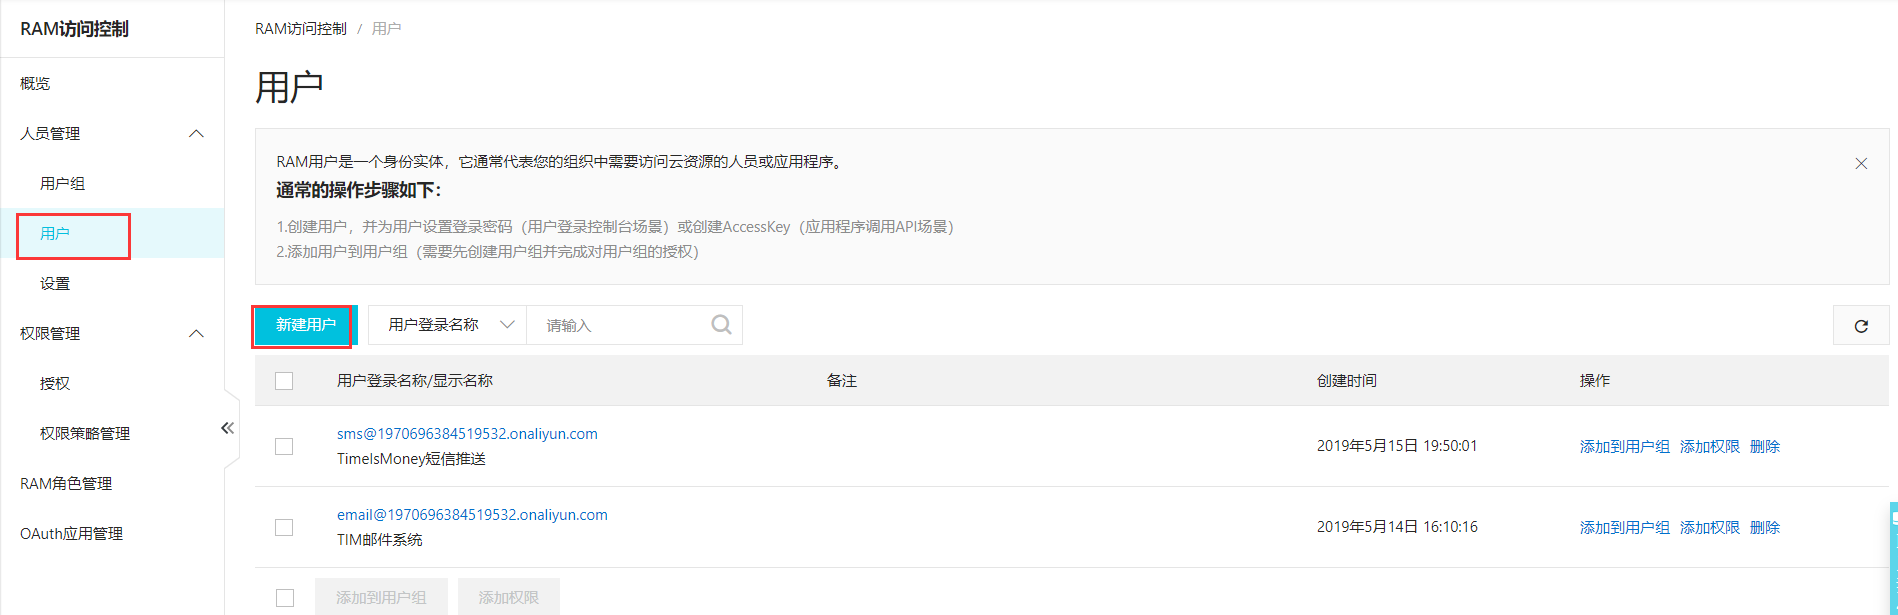 RAM访问控制
概览
人员管理
用户组
用户
设置
权限管理
授权
权限策略管理
RAM角色管理
OAuth应用管理
RAM访问控制 / 用户
用户
RAM用户是一个身份实体，它通常代表您的组织中需要访问云资源的人员或应用程序。
通常的操作步骤如下：
1.创建用户，并为用户设置登录密码（用户登录控制台场景）或创建AccessKey（应用程序调用API场景）
2.添加用户到用户组（需要先创建用户组并完成对用户组的授权）
新建用户 用户登录名称 请输入
用户登录名称/显示名称 备注 创建时间 操作
sms@1970696384519532.onaliyun.com
TimeIsMoney短信推送
2019年5月15日 19:50:01 添加到用户组 添加权限 删除
email@1970696384519532.onaliyun.com
TIM邮件系统
2019年5月14日 16:10:16 添加到用户组 添加权限 删除
添加到用户组 添加权限